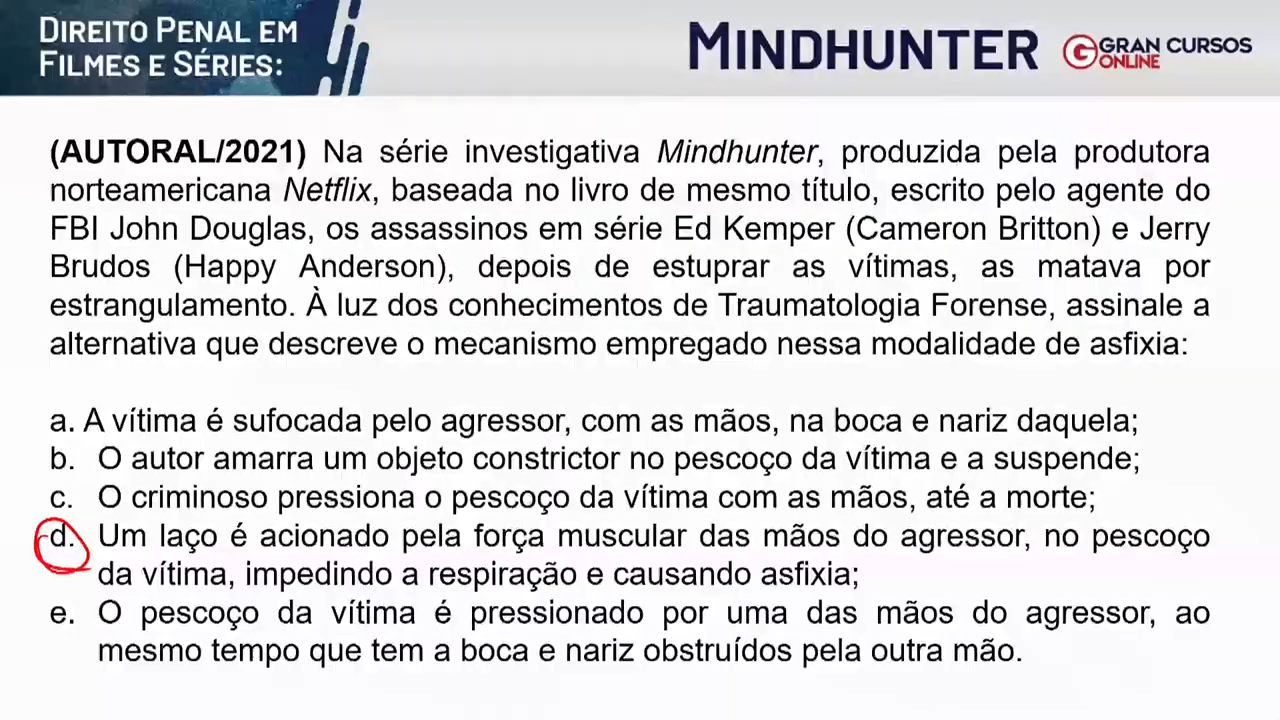 DIREITO PENAL EM
FILMES E SÉRIES:
MINDHUNTER
GRAN CURSOS
ONLINE
(AUTORAL/2021) Na série investigativa Mindhunter, produzida pela produtora
norteamericana Netflix, baseada no livro de mesmo título, escrito pelo agente do
FBI John Douglas, os assassinos em série Ed Kemper (Cameron Britton) e Jerry
Brudos (Happy Anderson), depois de estuprar as vítimas, as matava por
estrangulamento. À luz dos conhecimentos de Traumatologia Forense, assinale a
alternativa que descreve o mecanismo empregado nessa modalidade de asfixia:
a. A vítima é sufocada pelo agressor, com as mãos, na boca e nariz daquela;
b. O autor amarra um objeto constrictor no pescoço da vítima e a suspende;
c. O criminoso pressiona o pescoço da vítima com as mãos, até a morte;
d. Um laço é acionado pela força muscular das mãos do agressor, no pescoço
da vítima, impedindo a respiração e causando asfixia;
e. O pescoço da vítima é pressionado por uma das mãos do agressor, ao
mesmo tempo que tem a boca e nariz obstruídos pela outra mão.